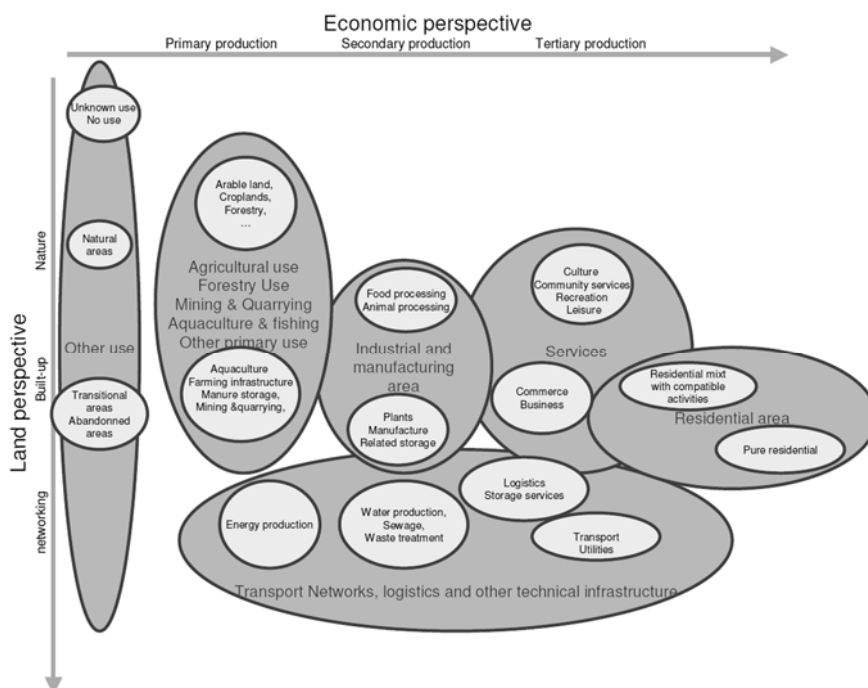 Economic perspective
Primary production
Secondary production
Tertiary production
Land perspective
Nature
Built-up
networking
Unknown use
No use
Natural
areas
Other use
Transitional
areas
Abandonned
areas
Arable land,
Croplands,
Forestry,
...
Agricultural use
Forestry Use
Mining & Quarrying
Aquaculture & fishing
Other primary use
Aquaculture
Farming infrastructure
Manure storage,
Mining &quarrying,
Food processing
Animal processing
Industrial and
manufacturing
area
Plants
Manufacture
Related storage
Culture
Community services
Recreation
Leisure
Services
Commerce
Business
Residential mixt
with compatible
activities
Residential area
Pure residential
Energy production
Water production,
Sewage,
Waste treatment
Logistics
Storage services
Transport
Utilities
Transport Networks, logistics and other technical infrastructure